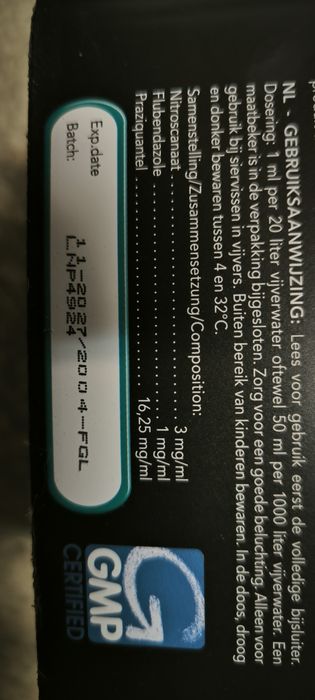 NL - GEBRUIKSAANWIJZING: Lees voor gebruik eerst de volledige bijsluiter.
Dosering: 1 ml per 20 liter vijverwater oftewel 50 ml per 1000 liter vijverwater. Een
maatbeker is in de verpakking bijgesloten. Zorg voor een goede beluchting. Alleen voor
gebruik bij siervissen in vijvers. Buiten bereik van kinderen bewaren. In de doos, droog
en donker bewaren tussen 4 en 32°C.
Samenstelling/Zusammensetzung/Composition:
Nitroscanaat . . . . . . . . . . . . . . . . . . . . . . . . 3 mg/ml
Flubendazole . . . . . . . . . . . . . . . . . . . . . . . . 1 mg/ml
Praziquantel . . . . . . . . . . . . . . . . . . . . . . 16,25 mg/ml
Exp.date 11-2027/2004-FGL
Batch: LNP4924
GMP
CERTIFIED